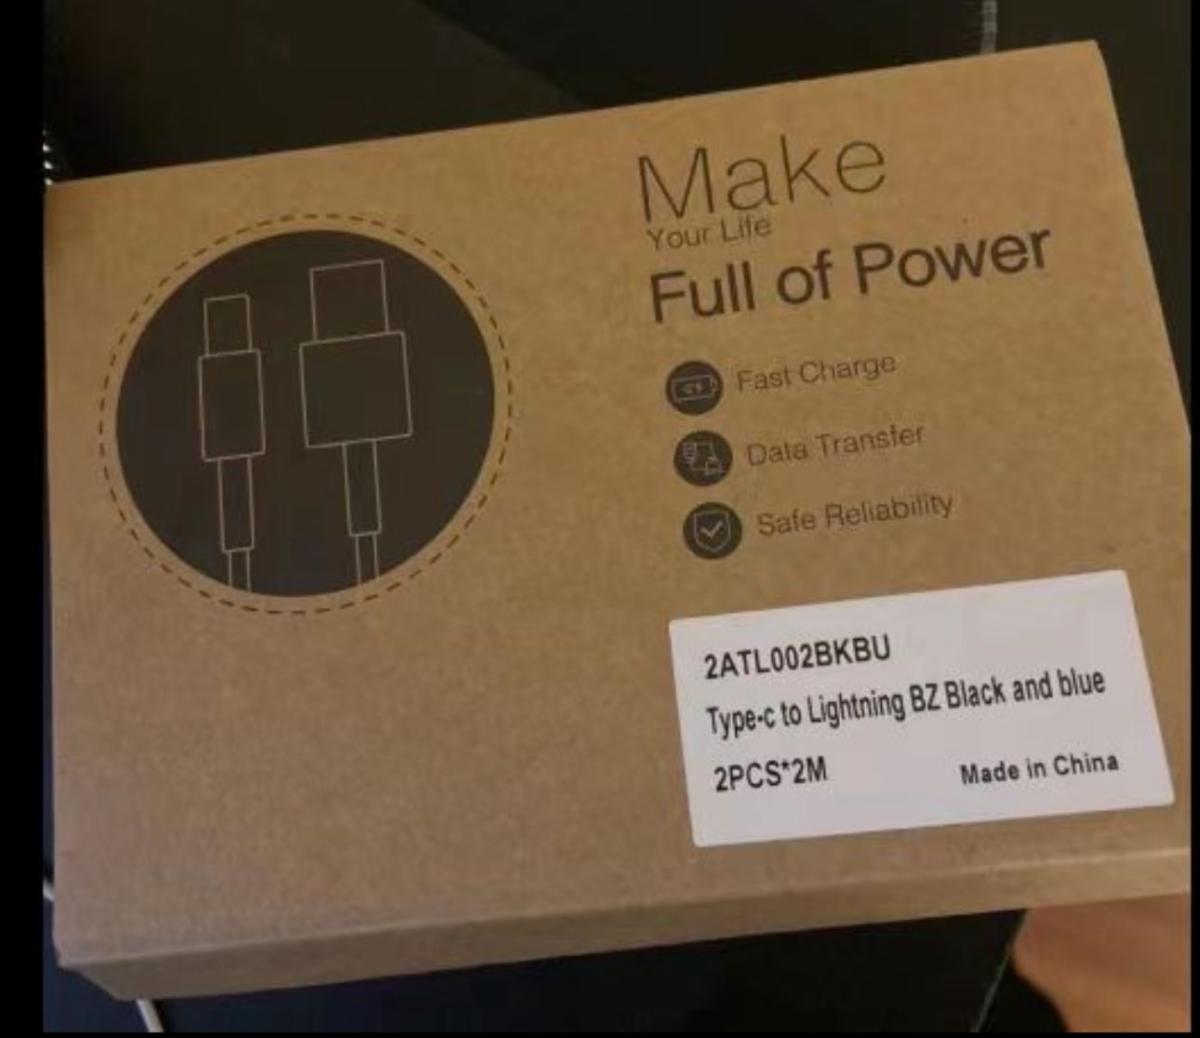 Make
Your Life
Full of Power
Fast Charge
Data Transfer
Safe Reliability
2ATL002BKBU
Type-c to Lightning BZ Black and blue
2PCS*2M Made in China